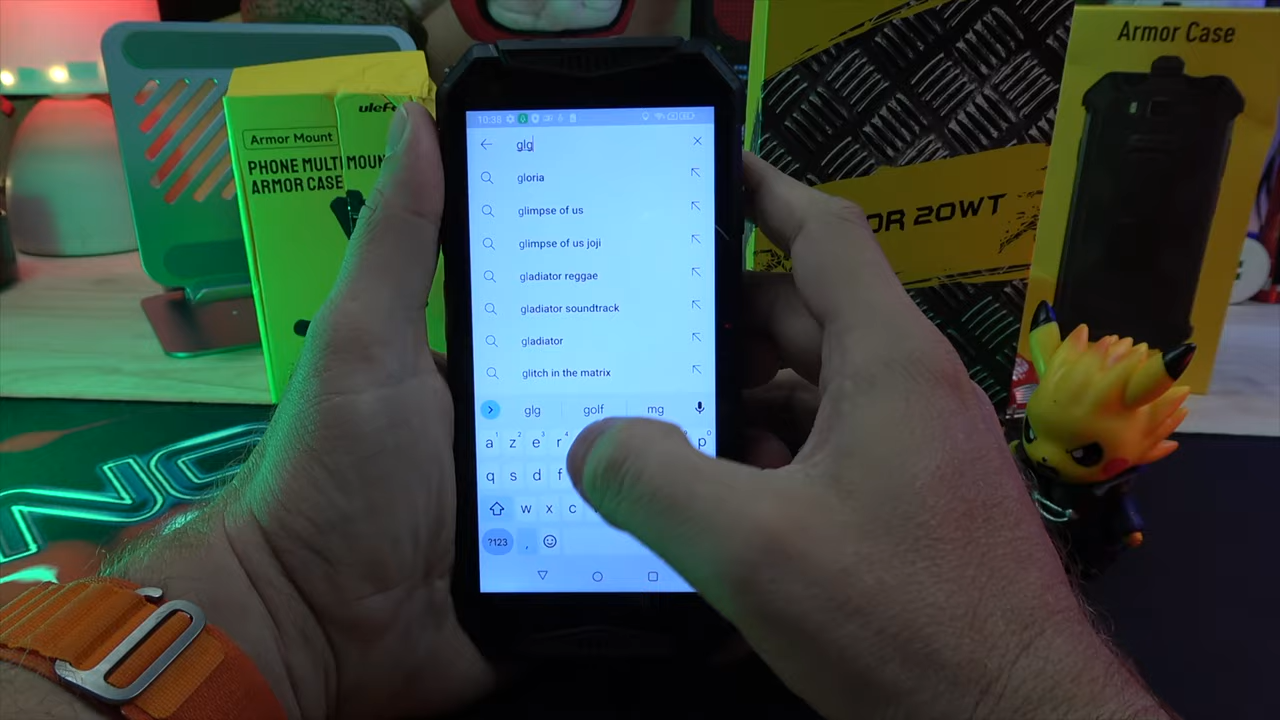 Armor Case
ulef
Armor Mount
PHONE MULTI MOUN
ARMOR CASE
OR 20WT
10:38
glg
gloria
glimpse of us
glimpse of us joji
gladiator reggae
gladiator soundtrack
gladiator
glitch in the matrix
glg golf mg
a z e r p
q s d f
w x c
?123 ,